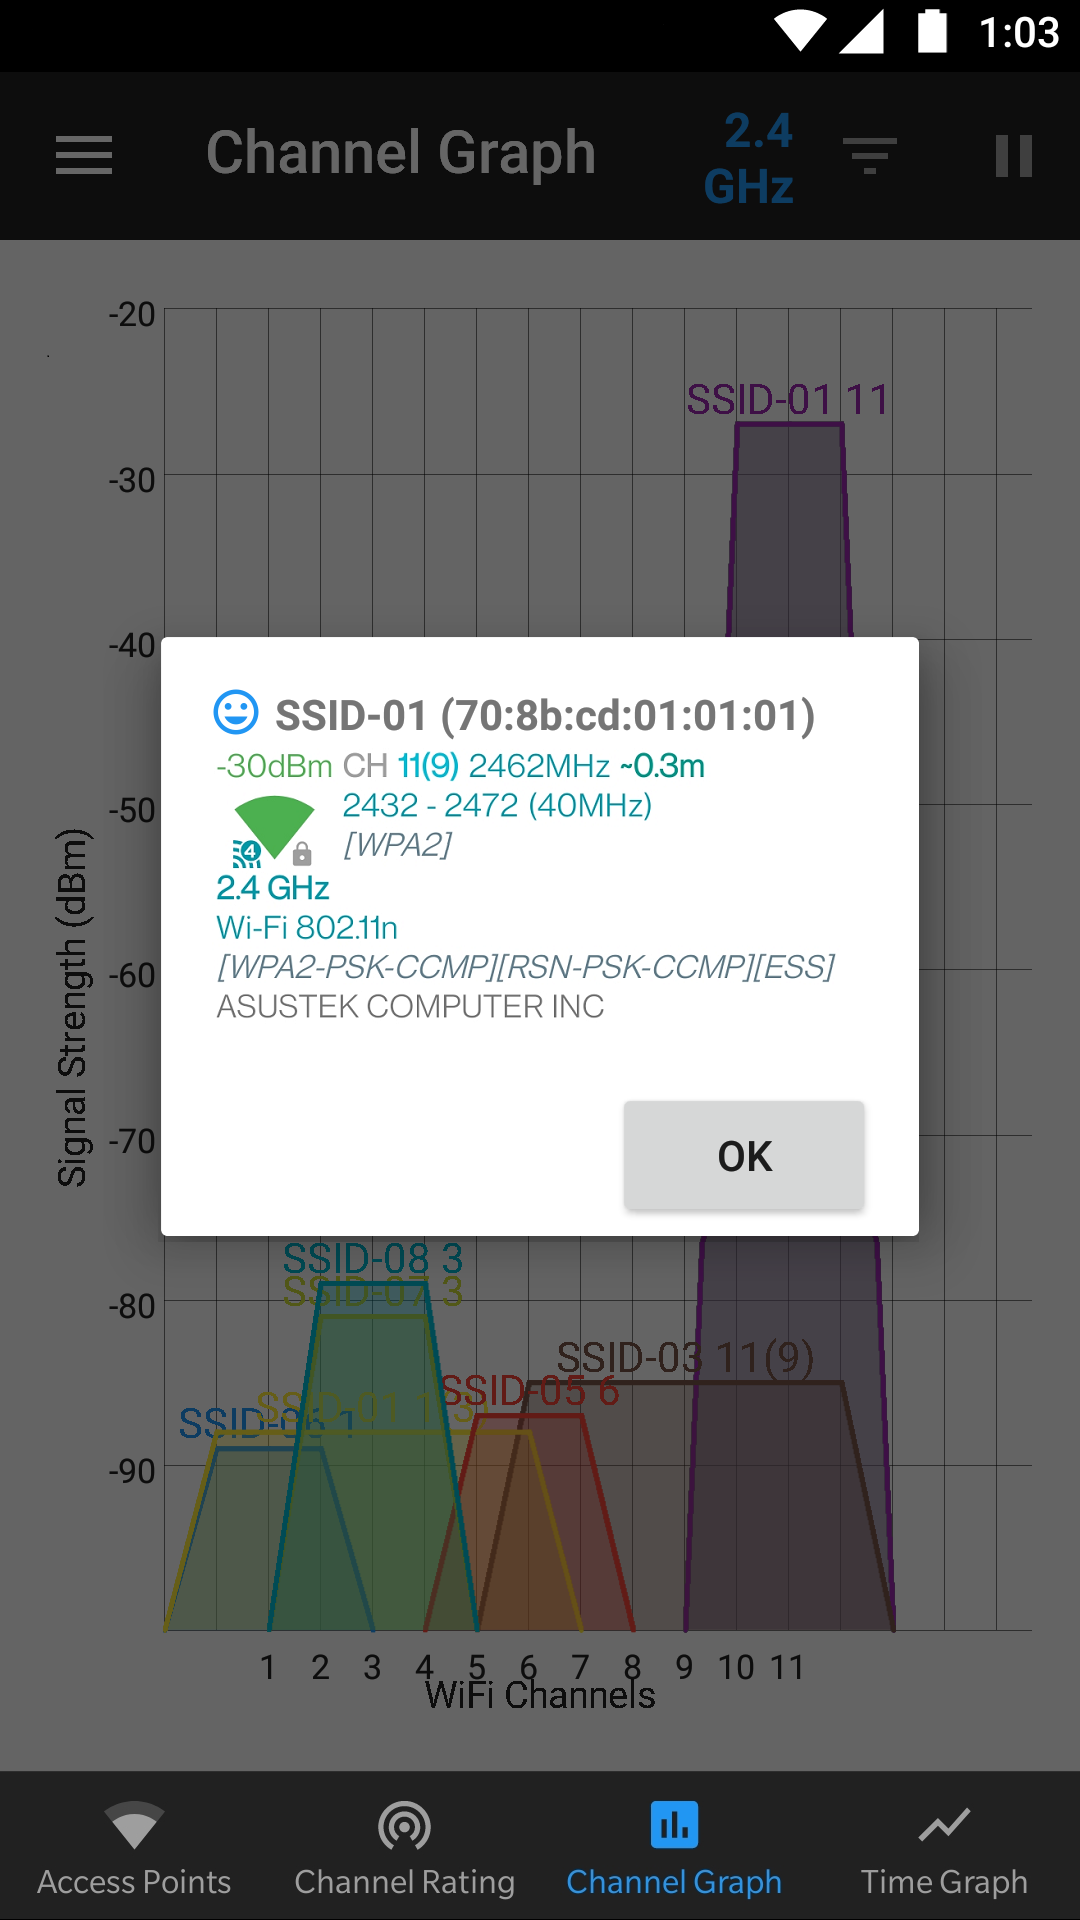 1:03
Channel Graph
2.4
GHz
-20
SSID-01 11
-30
-40
SSID-01 (70:8b:cd:01:01:01)
-30dBm CH 11(9) 2462MHz ~0.3m
2432 - 2472 (40MHz)
4
[WPA2]
2.4 GHz
Wi-Fi 802.11n
[WPA2-PSK-CCMP][RSN-PSK-CCMP][ESS]
ASUSTEK COMPUTER INC
OK
-50
-60
-70
Signal Strength (dBm)
SSID-08 3
SSID-07 3
-80
SSID-03 11(9)
SSID-05 6
SSID-01 1(3)
SSID-06 1
-90
1 2 3 4 5 6 7 8 9 10 11
WiFi Channels
Access Points
Channel Rating
Channel Graph
Time Graph